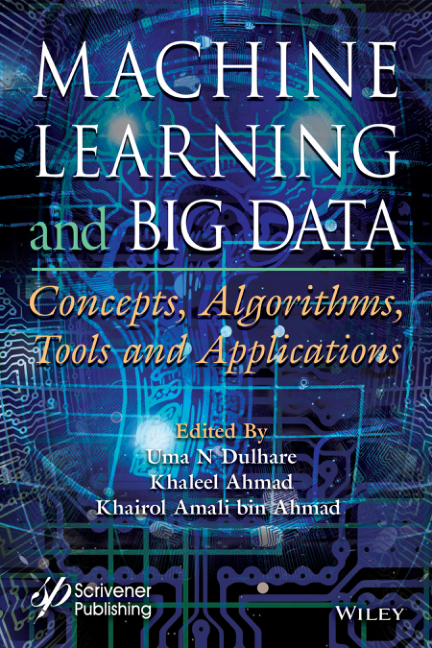 MACHINE
LEARNING
and BIG DATA
Concepts, Algorithms,
Tools and Applications
Edited By
Uma N Dulhare
Khaleel Ahmad
Khairol Amali bin Ahmad
Scrivener
Publishing
WILEY